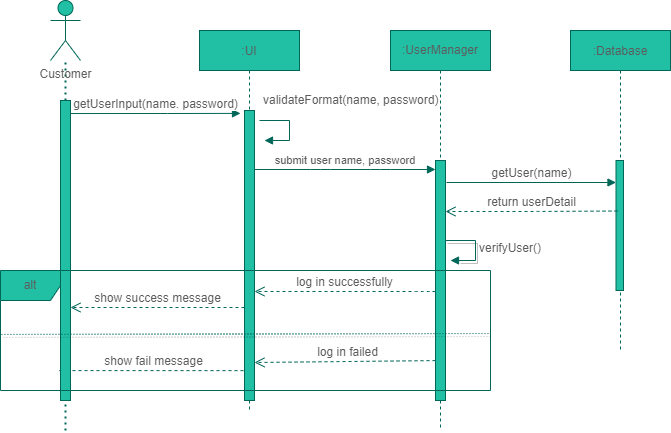 :UI
:UserManager
:Database
Customer
getUserInput(name. password)
validateFormat(name, password)
submit user name, password
getUser(name)
return userDetail
verifyUser()
alt
log in successfully
show success message
log in failed
show fail message